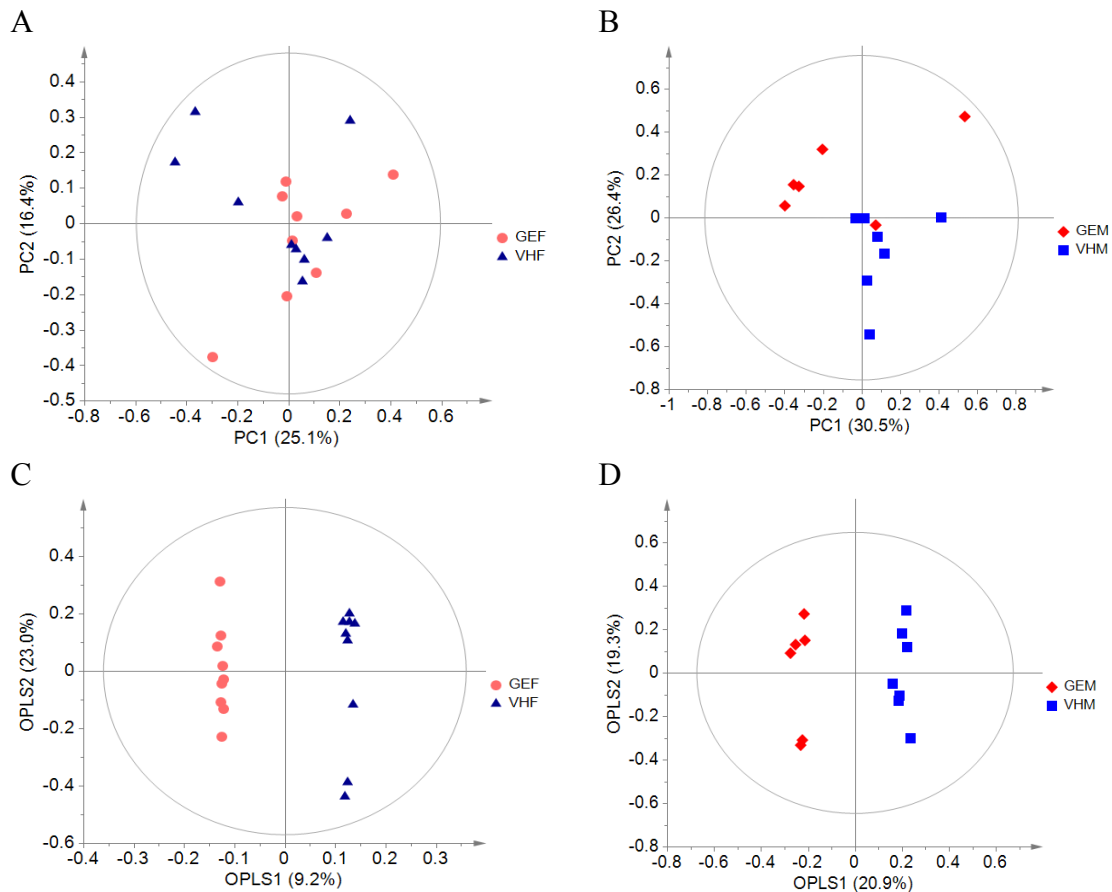 A
0.4
0.3
0.2
0.1
0
-0.1
-0.2
-0.3
-0.4
-0.5
PC2 (16.4%)
-0.8 -0.6 -0.4 -0.2 0 0.2 0.4 0.6
PC1 (25.1%)
GEF
VHF
B
0.6
0.4
0.2
0
-0.2
-0.4
-0.6
-0.8
PC2 (26.4%)
-1 -0.8 -0.6 -0.4 -0.2 0 0.2 0.4 0.6 0.8
PC1 (30.5%)
GEM
VHM
C
0.4
0.2
0
-0.2
-0.4
-0.6
OPLS2 (23.0%)
-0.4 -0.3 -0.2 -0.1 0 0.1 0.2 0.3
OPLS1 (9.2%)
GEF
VHF
D
0.6
0.4
0.2
0
-0.2
-0.4
-0.6
-0.8
OPLS2 (19.3%)
-0.8 -0.6 -0.4 -0.2 0 0.2 0.4 0.6
OPLS1 (20.9%)
GEM
VHM